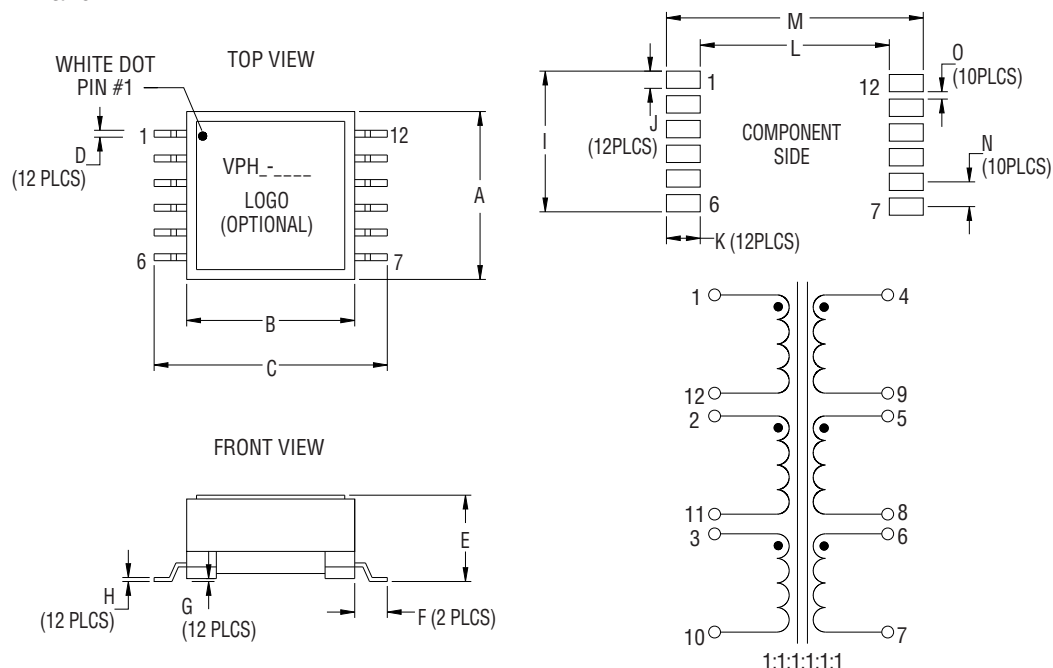 TOP VIEW
WHITE DOT
PIN #1
1
12
D
(12 PLCS)
VPH_-____
LOGO
(OPTIONAL)
A
6
7
B
C
FRONT VIEW
E
H
(12 PLCS)
G
(12 PLCS)
F (2 PLCS)
M
L
O
(10PLCS)
1
12
I
J
(12PLCS)
COMPONENT
SIDE
N
(10PLCS)
6
7
K (12PLCS)
1
4
12
9
2
5
11
8
3
6
10
7
1:1:1:1:1:1